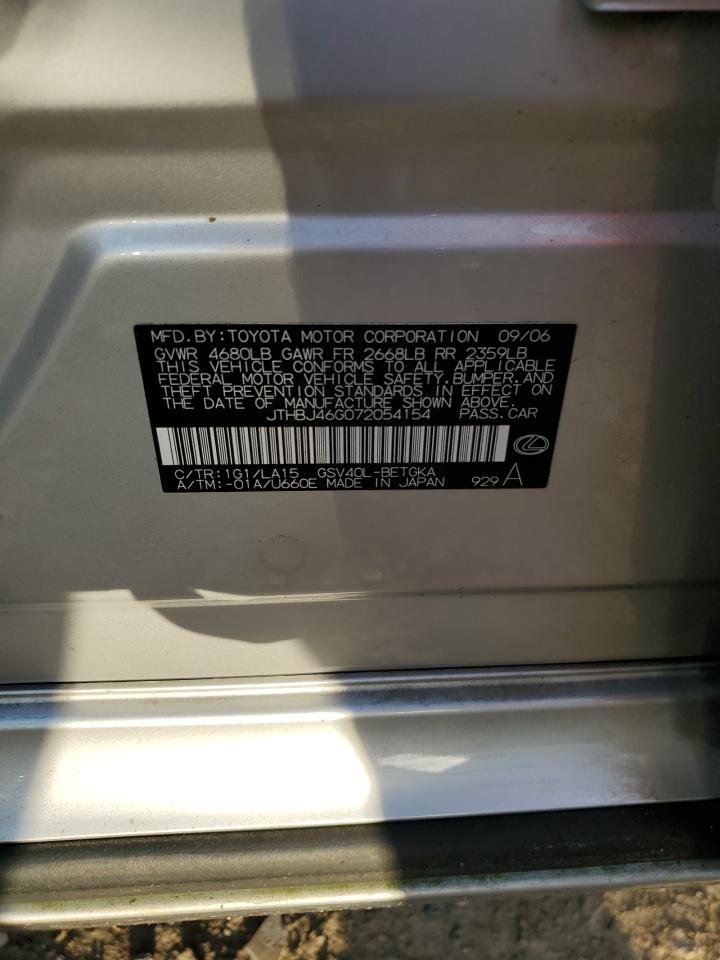 MFD.BY:TOYOTA MOTOR CORPORATION 09/06
GVWR 4680LB GAWR FR 2668LB RR 2359LB
THIS VEHICLE CONFORMS TO ALL APPLICABLE
FEDERAL MOTOR VEHICLE SAFETY,BUMPER,AND
THEFT PREVENTION STANDARDS IN EFFECT ON
THE DATE OF MANUFACTURE SHOWN ABOVE.
JTHBJ46G072054154 PASS.CAR
C/TR:1G1/LA15 GSV40L-BETGKA
A/TM:-01A/U660E MADE IN JAPAN 929 A